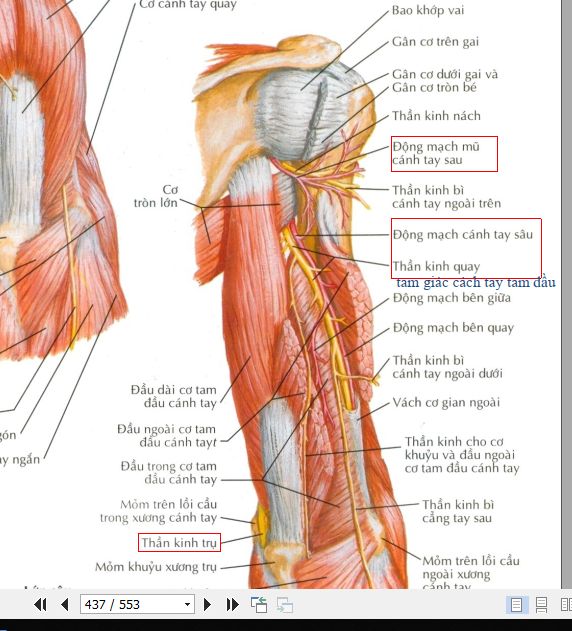 Cơ cánh tay quay
Bao khớp vai
Gân cơ trên gai
Gân cơ dưới gai và
Gân cơ tròn bé
Thần kinh nách
Động mạch mũ
cánh tay sau
Thần kinh bì
cánh tay ngoài trên
Cơ
tròn lớn
Động mạch cánh tay sâu
Thần kinh quay
tam giác cách tay tam đầu
Động mạch bên giữa
Động mạch bên quay
Thần kinh bì
cánh tay ngoài dưới
Vách cơ gian ngoài
Thần kinh cho cơ
khuỷu và đầu ngoài
cơ tam đầu cánh tay
Thần kinh bì
cẳng tay sau
Mỏm trên lồi cầu
ngoài xương
cánh tay
Đầu dài cơ tam
đầu cánh tay
Đầu ngoài cơ tam
đầu cánh tayt
Đầu trong cơ tam
đầu cánh tay
Mỏm trên lồi cầu
trong xương cánh tay
Thần kinh trụ
Mỏm khuỷu xương trụ
gón
ay ngắn
437 / 553